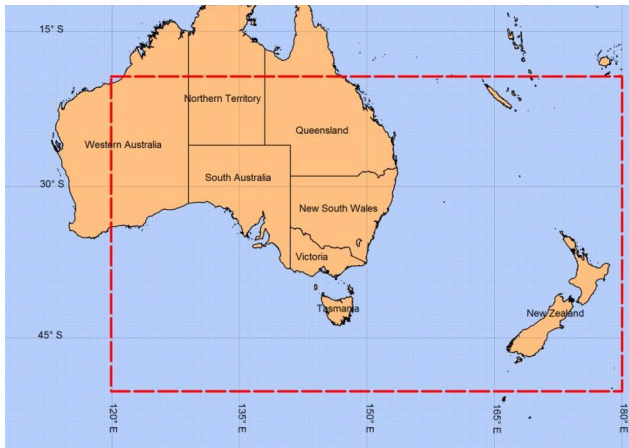 15° S
Northern Territory
Queensland
Western Australia
South Australia
30° S
New South Wales
Victoria
Tasmania
New Zealand
45° S
120° E
135° E
150° E
165° E
180° E